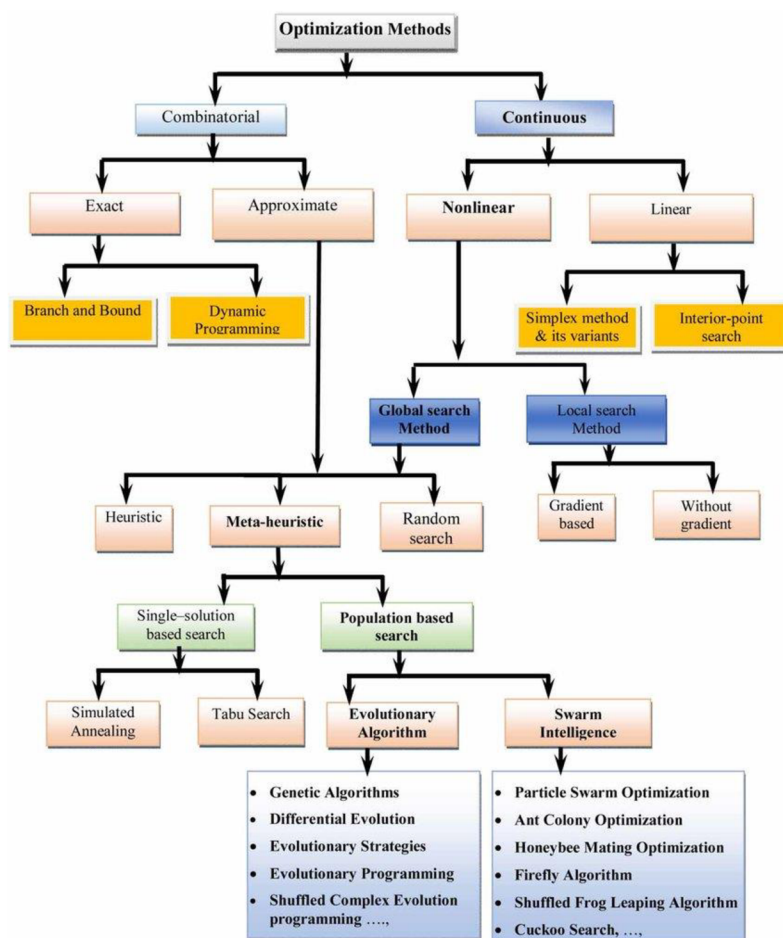 Optimization Methods
Combinatorial
Continuous
Exact
Approximate
Nonlinear
Linear
Branch and Bound
Dynamic
Programming
Simplex method
& its variants
Interior-point
search
Global search
Method
Local search
Method
Heuristic
Meta-heuristic
Random
search
Gradient
based
Without
gradient
Single–solution
based search
Population based
search
Simulated
Annealing
Tabu Search
Evolutionary
Algorithm
Swarm
Intelligence
• Genetic Algorithms
• Differential Evolution
• Evolutionary Strategies
• Evolutionary Programming
• Shuffled Complex Evolution
programming ….,
• Particle Swarm Optimization
• Ant Colony Optimization
• Honeybee Mating Optimization
• Firefly Algorithm
• Shuffled Frog Leaping Algorithm
• Cuckoo Search, …,